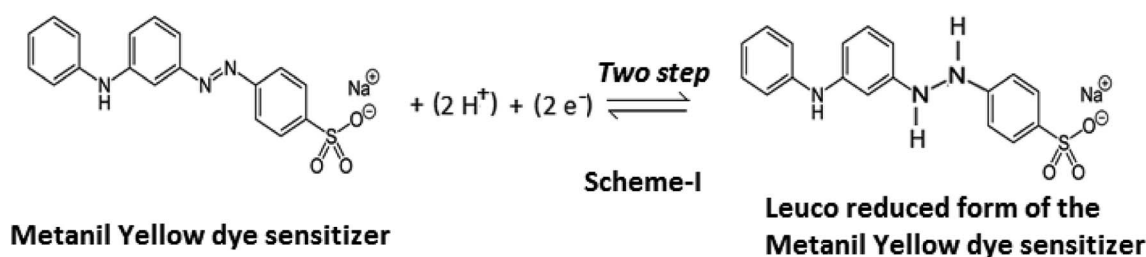 N
H
N
N
Na⊕
O⊖
S
O O
+ (2 H⁺) + (2 e⁻)
Two step
Scheme-I
N
H
N
H
N
H
Na⊕
O⊖
S
O O
Metanil Yellow dye sensitizer
Leuco reduced form of the
Metanil Yellow dye sensitizer